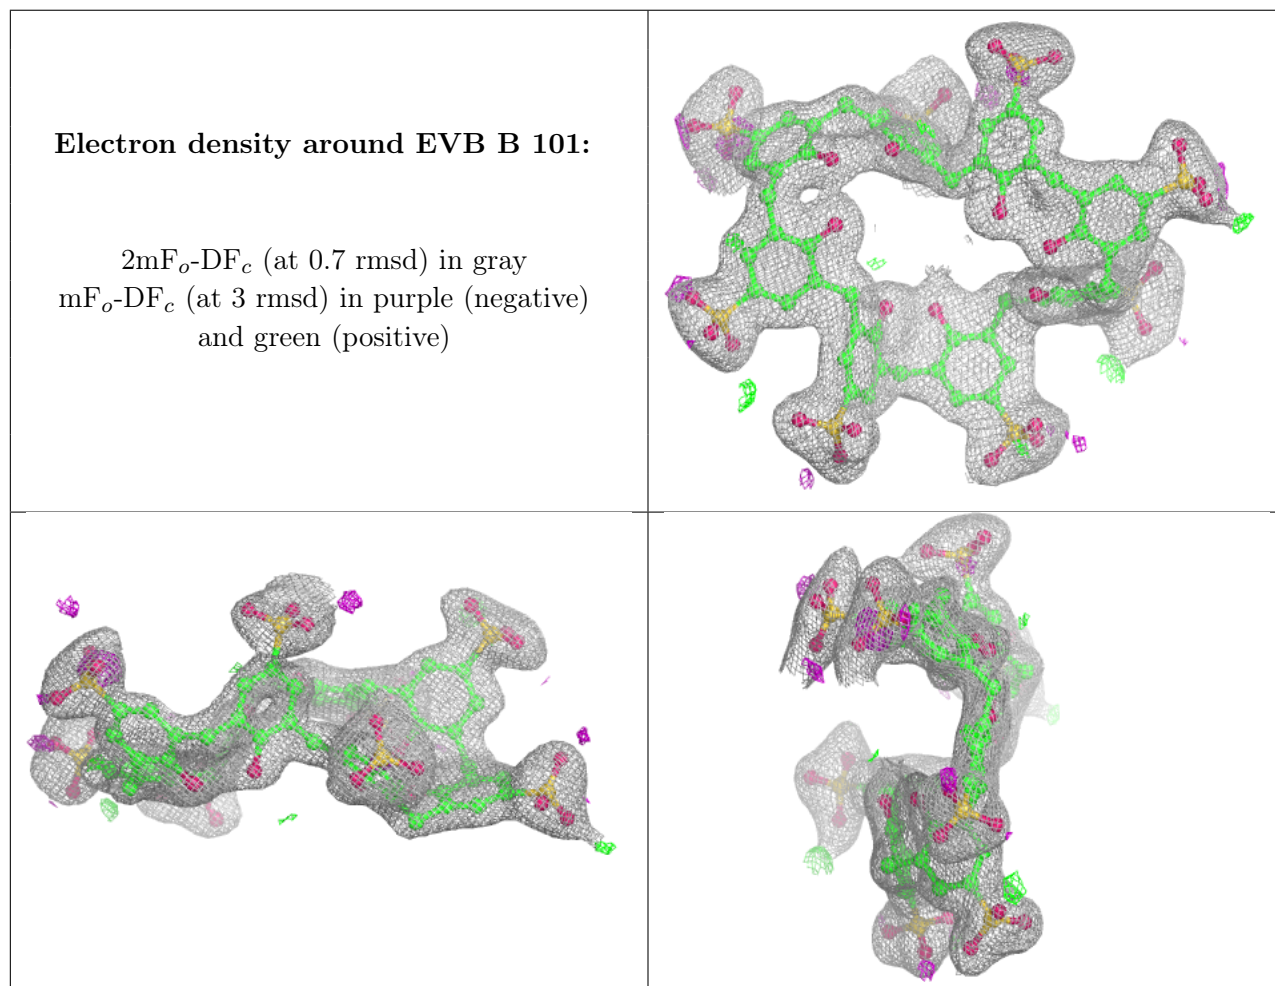 Electron density around EVB B 101:
2mFo-DFc (at 0.7 rmsd) in gray
mFo-DFc (at 3 rmsd) in purple (negative)
and green (positive)